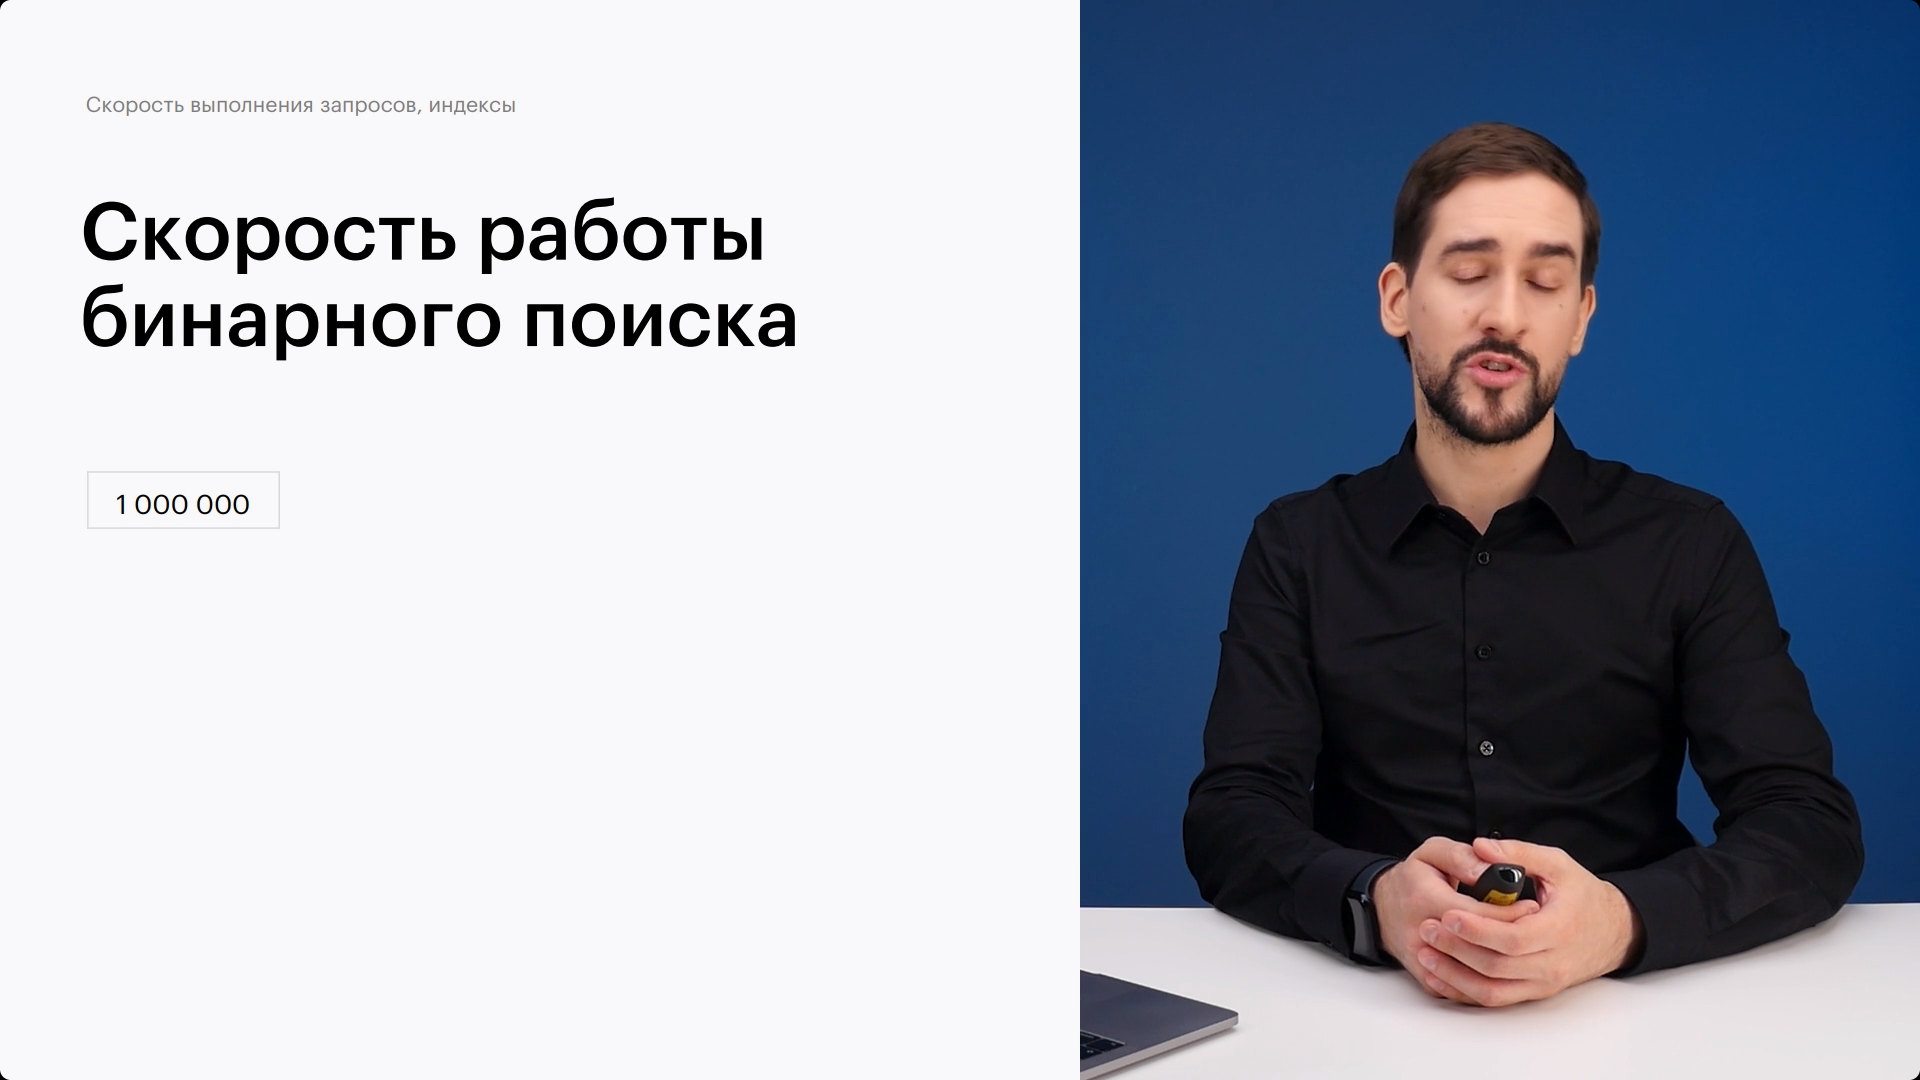 Скорость выполнения запросов, индексы
Скорость работы
бинарного поиска
1 000 000